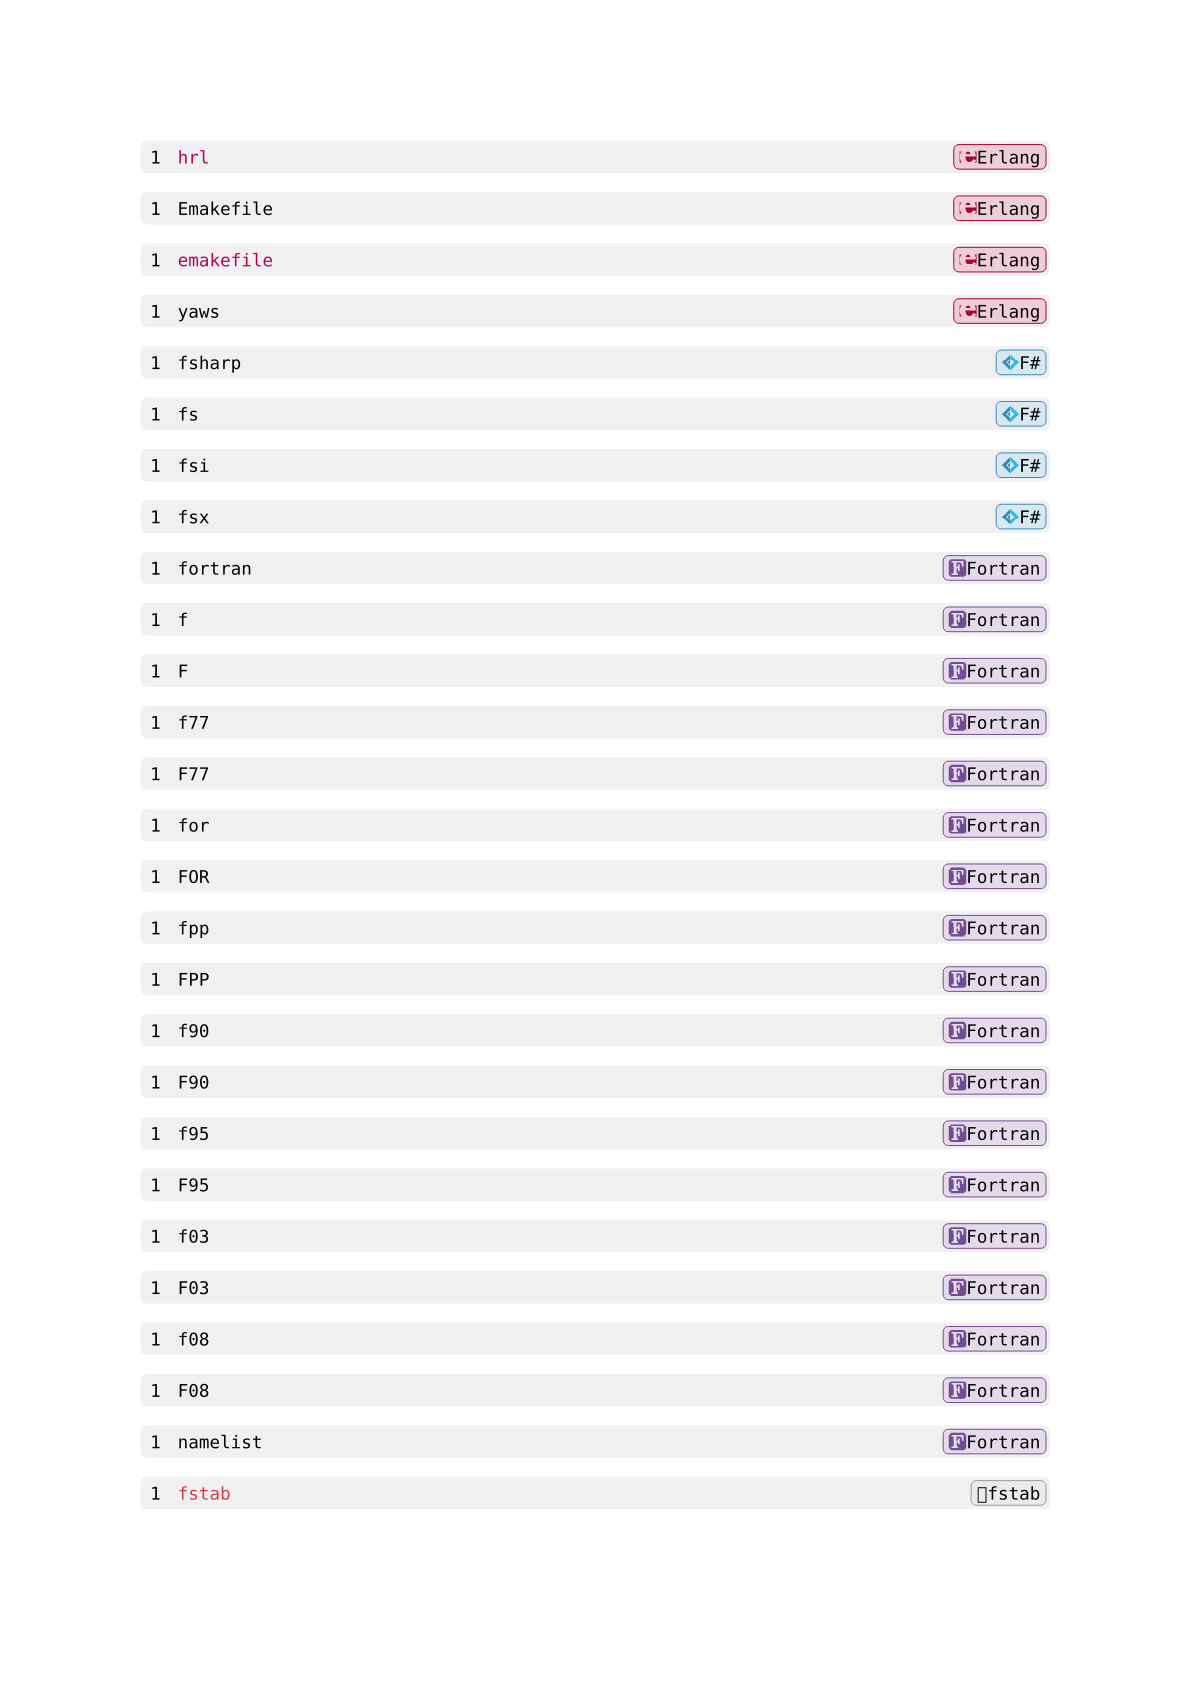 1 hrl Erlang
1 Emakefile Erlang
1 emakefile Erlang
1 yaws Erlang
1 fsharp F#
1 fs F#
1 fsi F#
1 fsx F#
1 fortran Fortran
1 f Fortran
1 F Fortran
1 f77 Fortran
1 F77 Fortran
1 for Fortran
1 FOR Fortran
1 fpp Fortran
1 FPP Fortran
1 f90 Fortran
1 F90 Fortran
1 f95 Fortran
1 F95 Fortran
1 f03 Fortran
1 F03 Fortran
1 f08 Fortran
1 F08 Fortran
1 namelist Fortran
1 fstab fstab